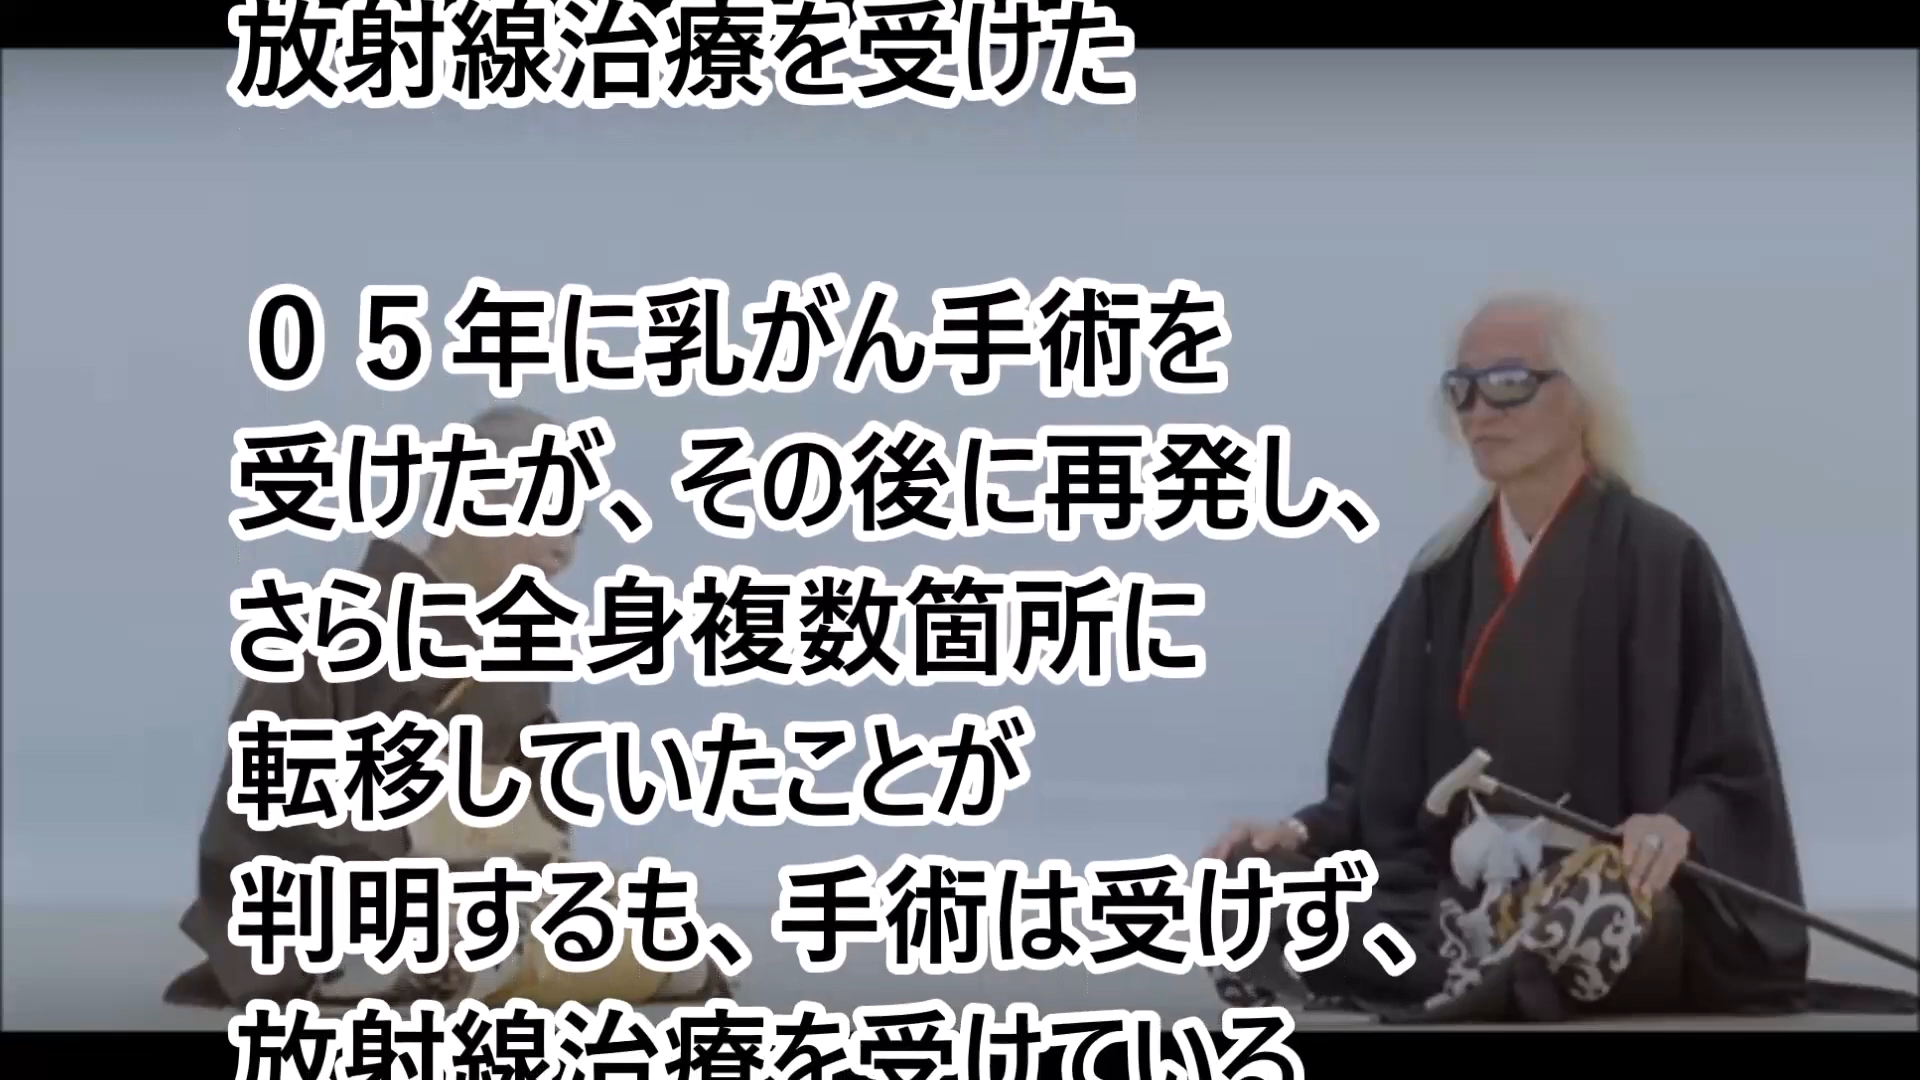 放射線治療を受けた
０５年に乳がん手術を
受けたが、その後に再発し、
さらに全身複数箇所に
転移していたことが
判明するも、手術は受けず、
放射線治療を受けている